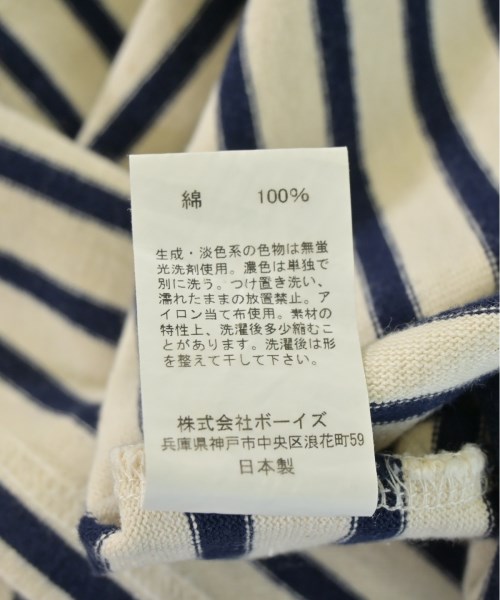 綿 100%
生成・淡色系の色物は無蛍
光洗剤使用。濃色は単独で
別に洗う。つけ置き洗い、
濡れたままの放置禁止。ア
イロン当て布使用。素材の
特性上、洗濯後多少縮むこ
とがあります。洗濯後は形
を整えて干して下さい。
株式会社ボーイズ
兵庫県神戸市中央区浪花町59
日本製